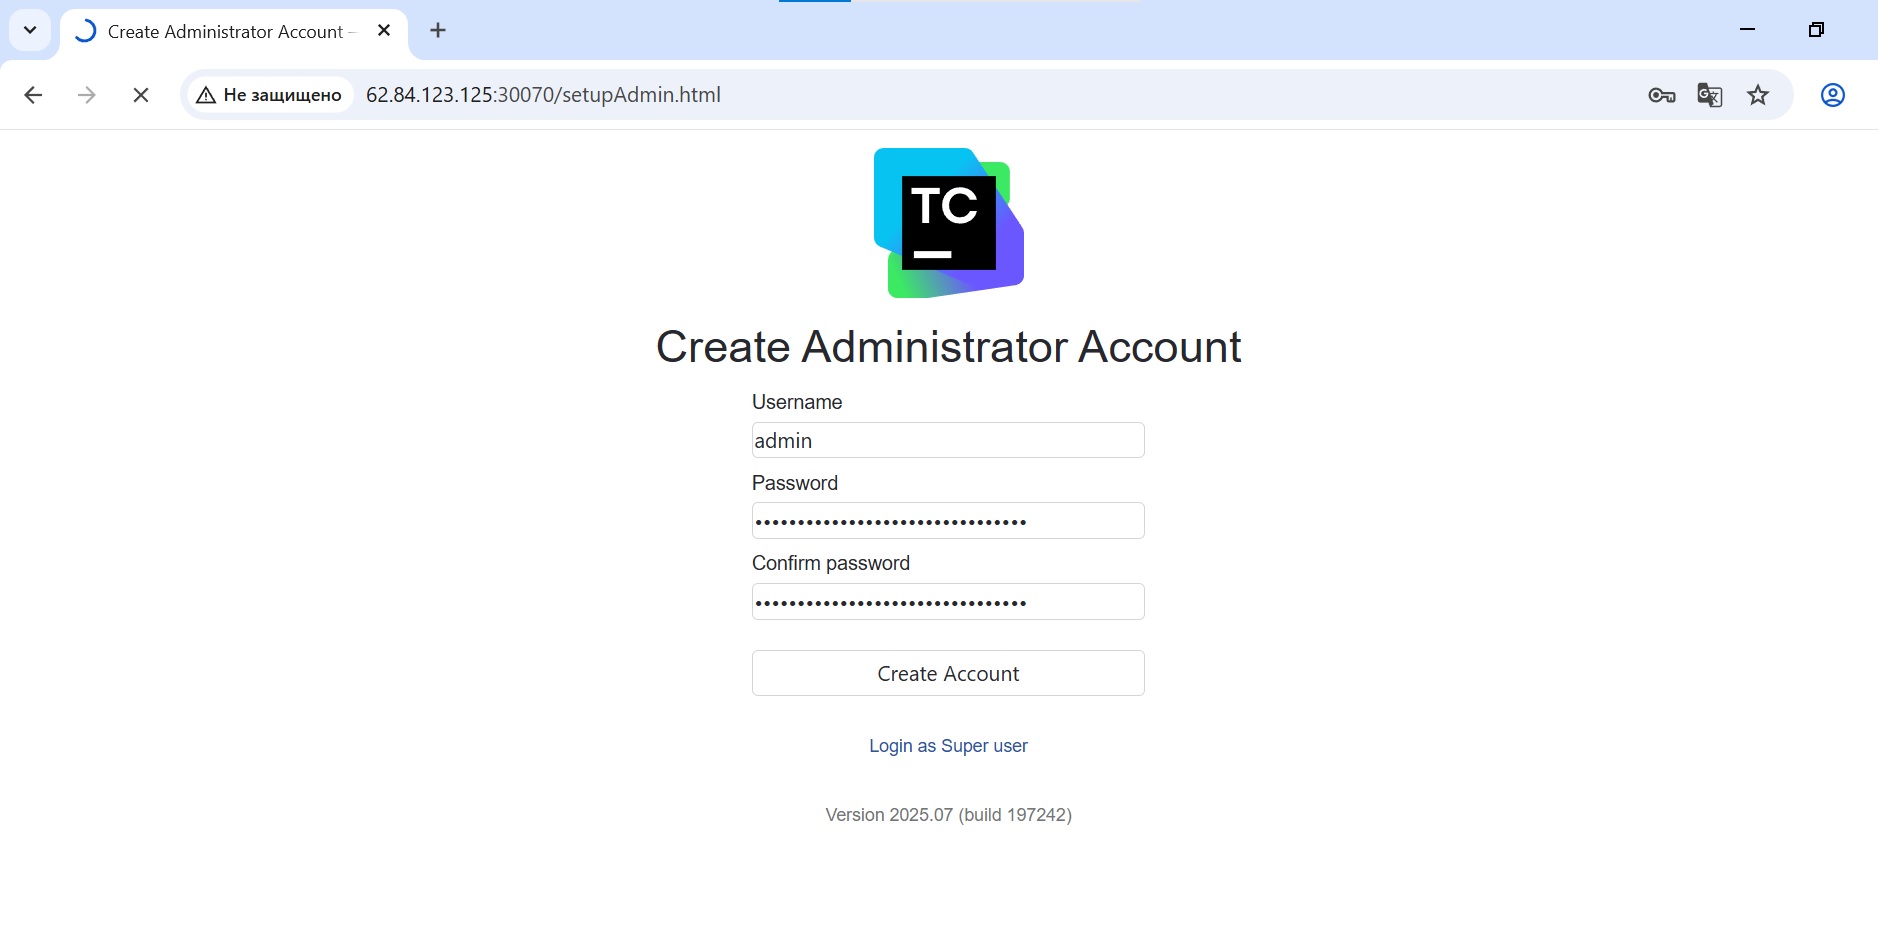 Create Administrator Account —
Не защищено
62.84.123.125:30070/setupAdmin.html
TC
Create Administrator Account
Username
admin
Password
••••••••••••••••••••••••••••••••
Confirm password
••••••••••••••••••••••••••••••••
Create Account
Login as Super user
Version 2025.07 (build 197242)